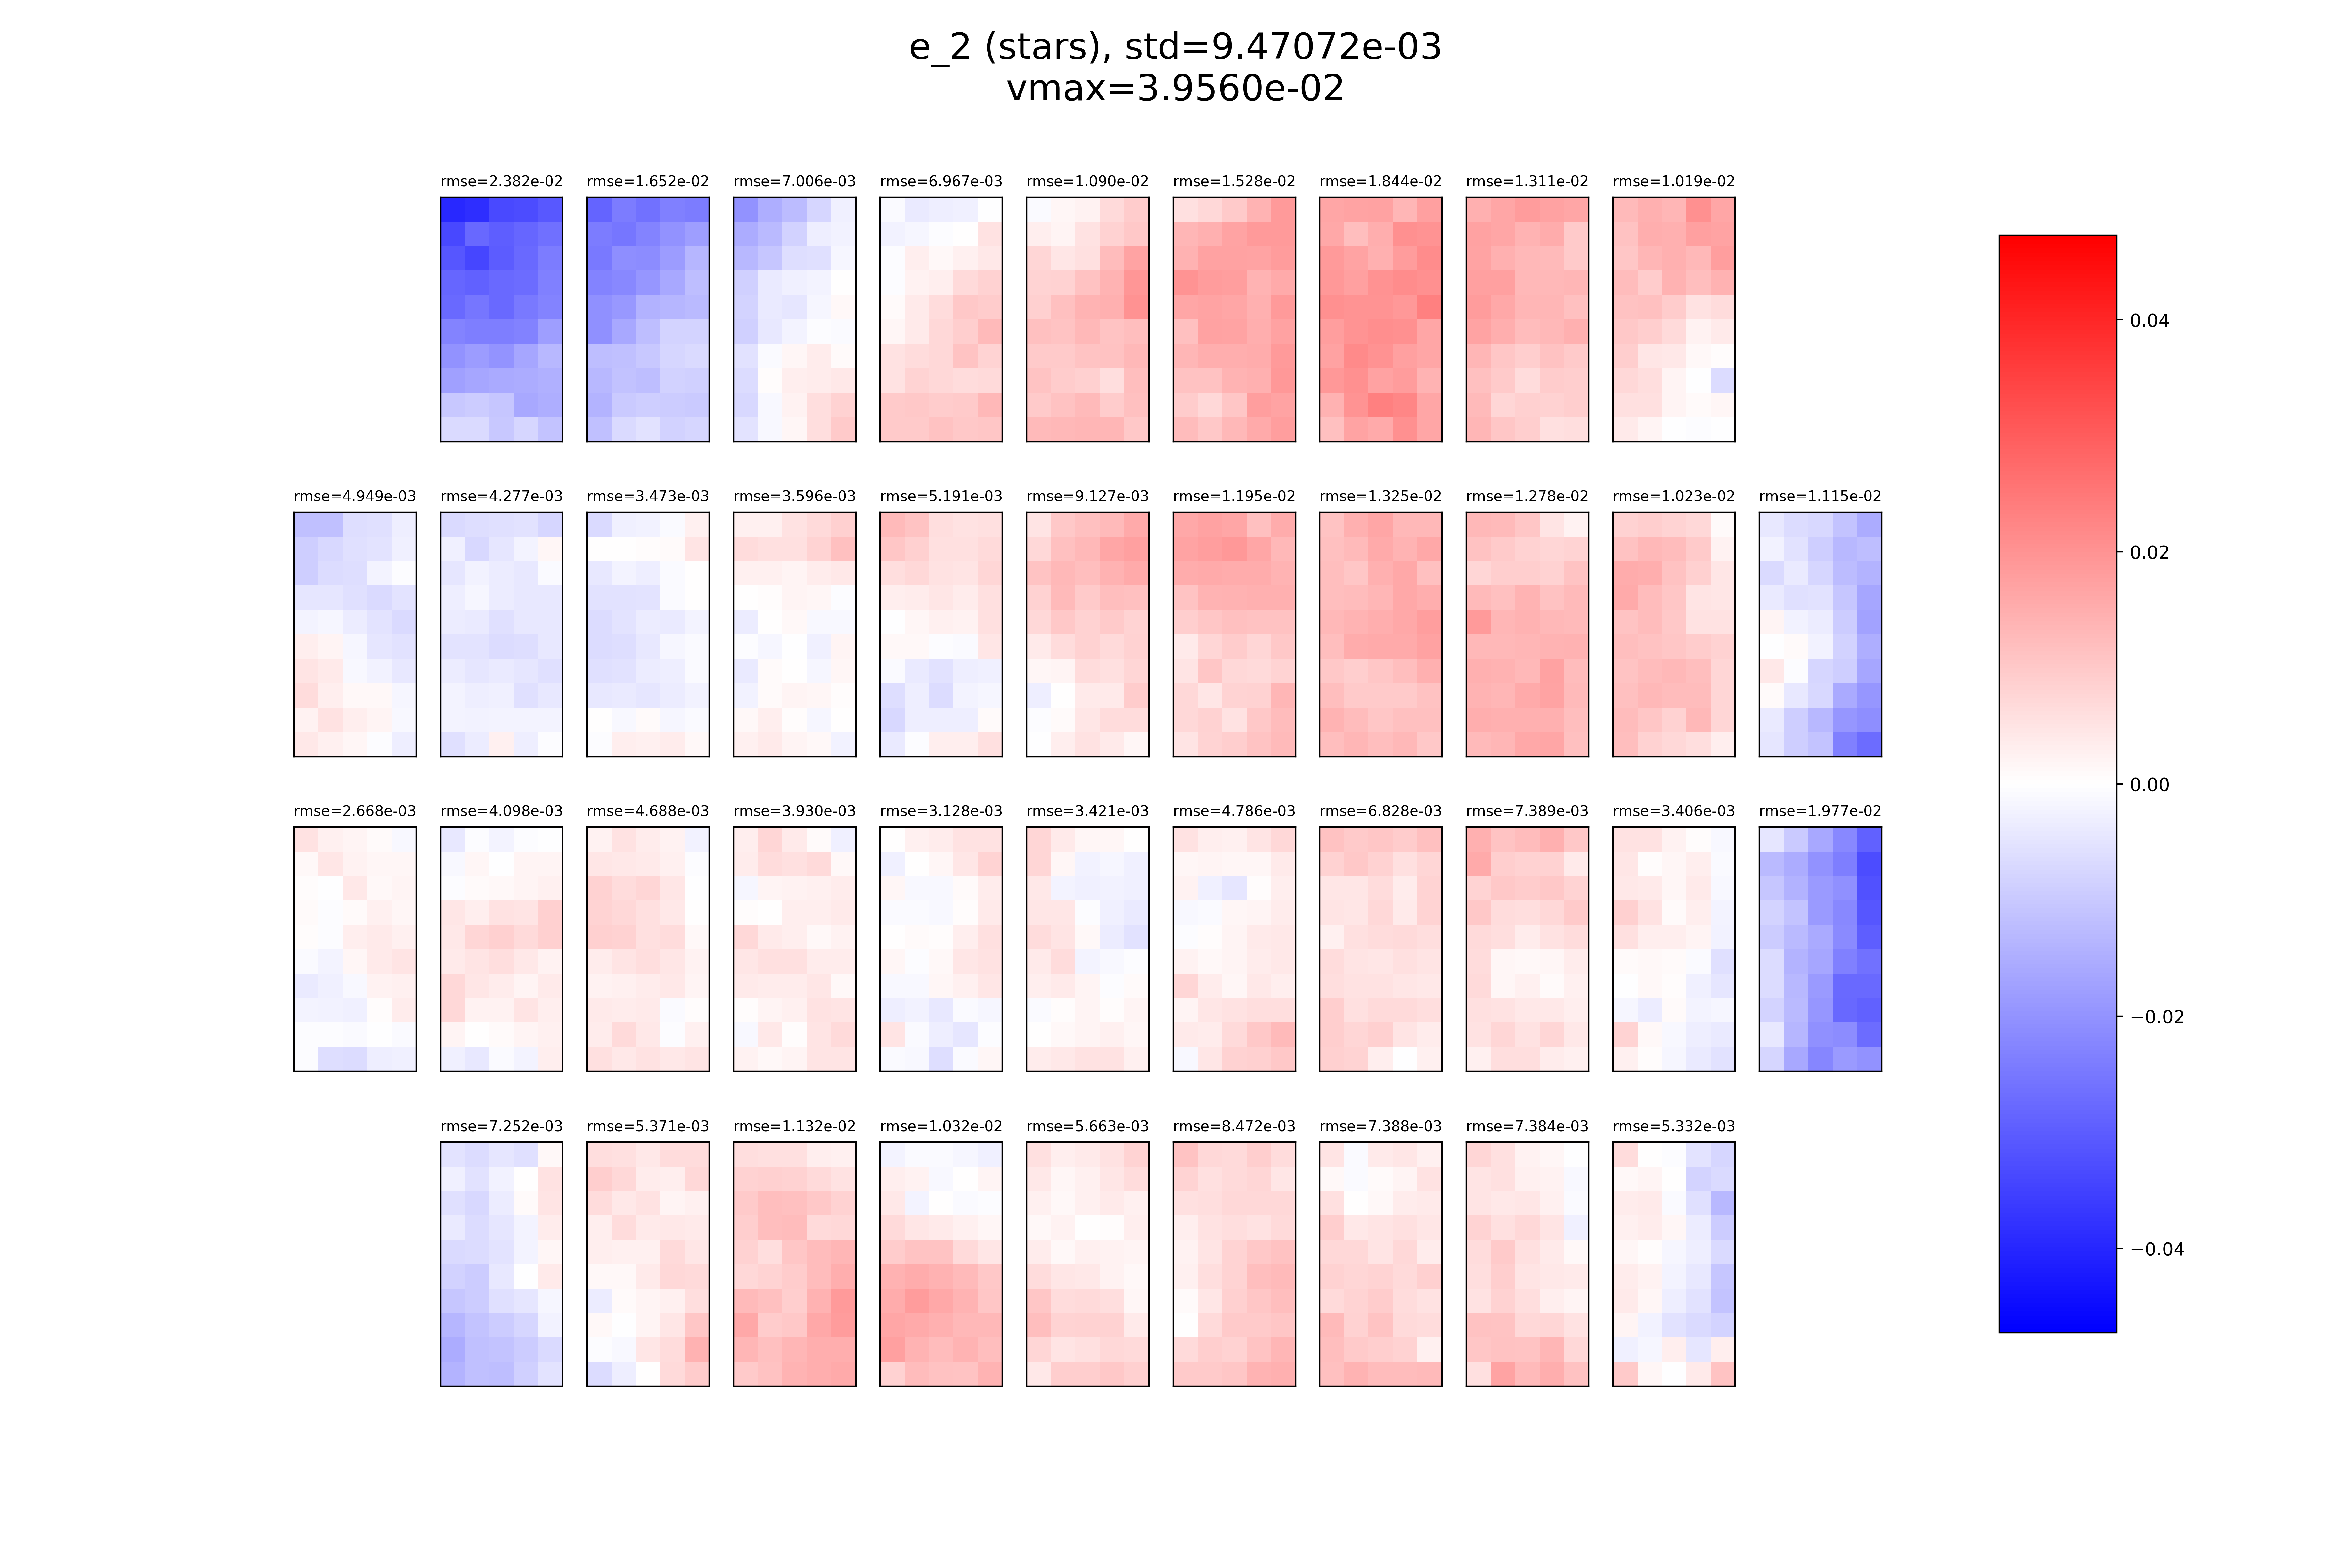 e_2 (stars), std=9.47072e-03
vmax=3.9560e-02
rmse=2.382e-02 rmse=1.652e-02 rmse=7.006e-03 rmse=6.967e-03 rmse=1.090e-02 rmse=1.528e-02 rmse=1.844e-02 rmse=1.311e-02 rmse=1.019e-02
rmse=4.949e-03 rmse=4.277e-03 rmse=3.473e-03 rmse=3.596e-03 rmse=5.191e-03 rmse=9.127e-03 rmse=1.195e-02 rmse=1.325e-02 rmse=1.278e-02 rmse=1.023e-02 rmse=1.115e-02
rmse=2.668e-03 rmse=4.098e-03 rmse=4.688e-03 rmse=3.930e-03 rmse=3.128e-03 rmse=3.421e-03 rmse=4.786e-03 rmse=6.828e-03 rmse=7.389e-03 rmse=3.406e-03 rmse=1.977e-02
rmse=7.252e-03 rmse=5.371e-03 rmse=1.132e-02 rmse=1.032e-02 rmse=5.663e-03 rmse=8.472e-03 rmse=7.388e-03 rmse=7.384e-03 rmse=5.332e-03
0.04
0.02
0.00
−0.02
−0.04